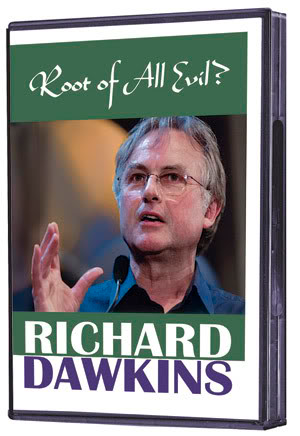 Root of All Evil?
RICHARD
DAWKINS